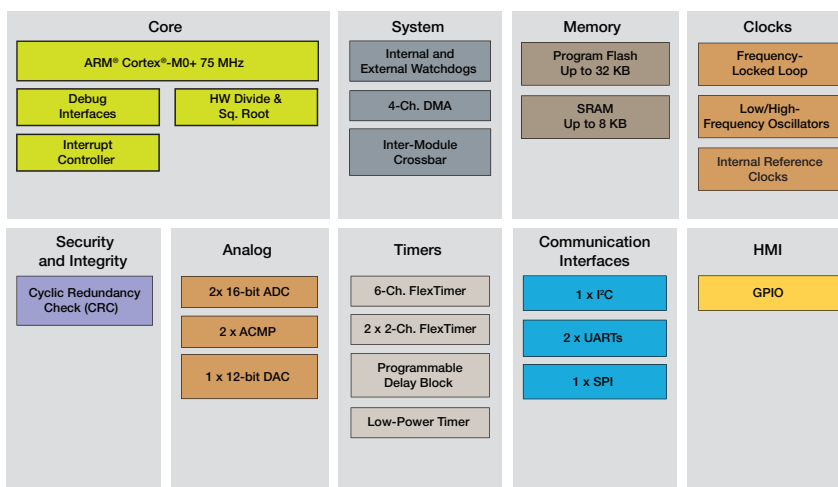 Core
ARM® Cortex®-M0+ 75 MHz
Debug
Interfaces
HW Divide &
Sq. Root
Interrupt
Controller
System
Internal and
External Watchdogs
4-Ch. DMA
Inter-Module
Crossbar
Memory
Program Flash
Up to 32 KB
SRAM
Up to 8 KB
Clocks
Frequency-
Locked Loop
Low/High-
Frequency Oscillators
Internal Reference
Clocks
Security
and Integrity
Cyclic Redundancy
Check (CRC)
Analog
2x 16-bit ADC
2 x ACMP
1 x 12-bit DAC
Timers
6-Ch. FlexTimer
2 x 2-Ch. FlexTimer
Programmable
Delay Block
Low-Power Timer
Communication
Interfaces
1 x I²C
2 x UARTs
1 x SPI
HMI
GPIO